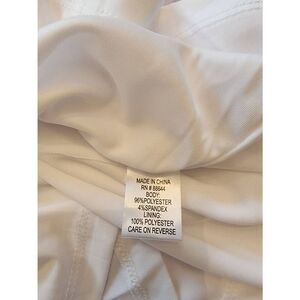 MADE IN CHINA
RN # 88644
BODY:
96%POLYESTER
4%SPANDEX
LINING:
100% POLYESTER
CARE ON REVERSE